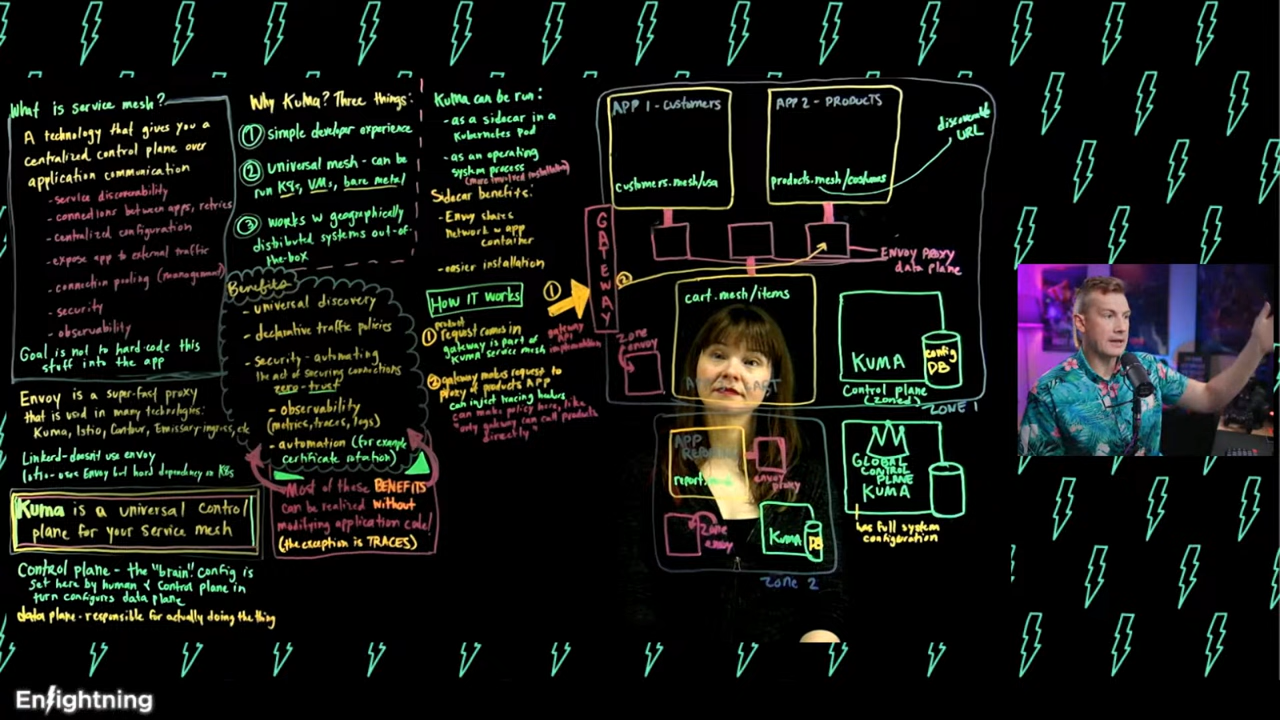 What is service mesh?
A technology that gives you a
centralized control plane over
application communication
- service discoverability
- connections between apps, retries
- centralized configuration
- expose app to external traffic
- connection pooling (management)
- security
- observability
Goal is not to hard-code this
stuff into the app
Envoy is a super-fast proxy
that is used in many technologies:
Kuma, Istio, Contour, Emissary-ingress, etc
Linkerd-doesn't use envoy
Istio-uses Envoy but hard dependency on K8s
Kuma is a universal control
plane for your service mesh
Control plane - the "brain". config is
set here by human & control plane in
turn configures data plane
data plane - responsible for actually doing the thing
Why Kuma? Three things:
① simple developer experience
② universal mesh - can be
run K8s, VMs, bare metal
③ works w geographically
distributed systems out-of-
the-box
Benefits
- universal discovery
- declarative traffic policies
- security - automating
the act of securing connections
zero-trust
- observability
(metrics, traces, logs)
- automation (for example
certificate rotation)
Most of these BENEFITS
can be realized without
modifying application code!
(the exception is TRACES)
Kuma can be run:
- as a sidecar in a
Kubernetes Pod
- as an operating
system process
(more involved installation)
Sidecar benefits:
- Envoy shares
network w app
container
- easier installation
How IT Works
① product
request comes in
gateway is part of
Kuma service mesh
② gateway makes request to
proxy of products APP
can inject tracing headers
can make policy here, like
"only gateway can call products
directly"
①
gateway
API
implementation
GATEWAY
②
APP 1 - customers
customers.mesh/usa
APP 2 - PRODUCTS
products.mesh/costumes
discoverable
URL
ENVOY PROXY
data plane
cart.mesh/items
zone
envoy
KUMA
config
DB
Control plane
(zoned)
ZONE 1
APP
report.
envoy
proxy
zone
envoy
KUMA
DB
ZONE 2
GLOBAL
CONTROL
PLANE
KUMA
has full system
configuration
Enlightning